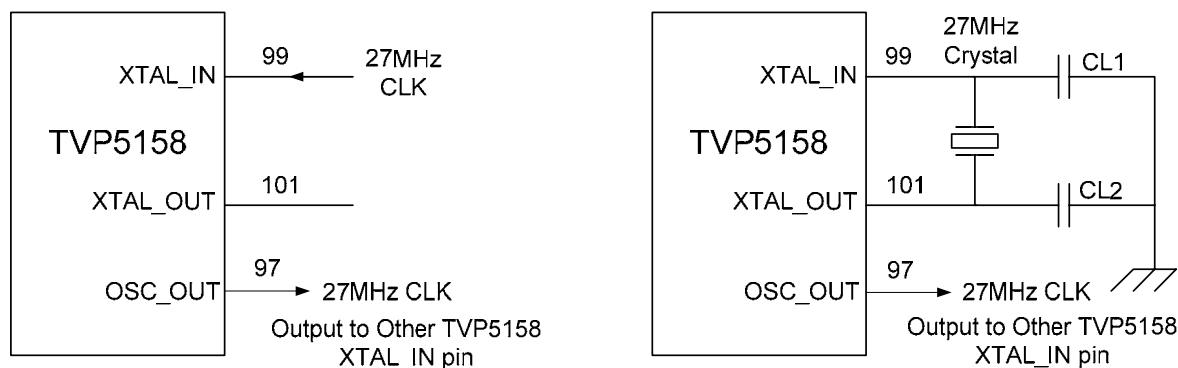 99
27MHz
CLK
XTAL_IN
TVP5158
101
XTAL_OUT
97
OSC_OUT
27MHz CLK
Output to Other TVP5158
XTAL_IN pin
27MHz
Crystal
99
CL1
XTAL_IN
TVP5158
101
CL2
XTAL_OUT
97
OSC_OUT
27MHz CLK
Output to Other TVP5158
XTAL_IN pin